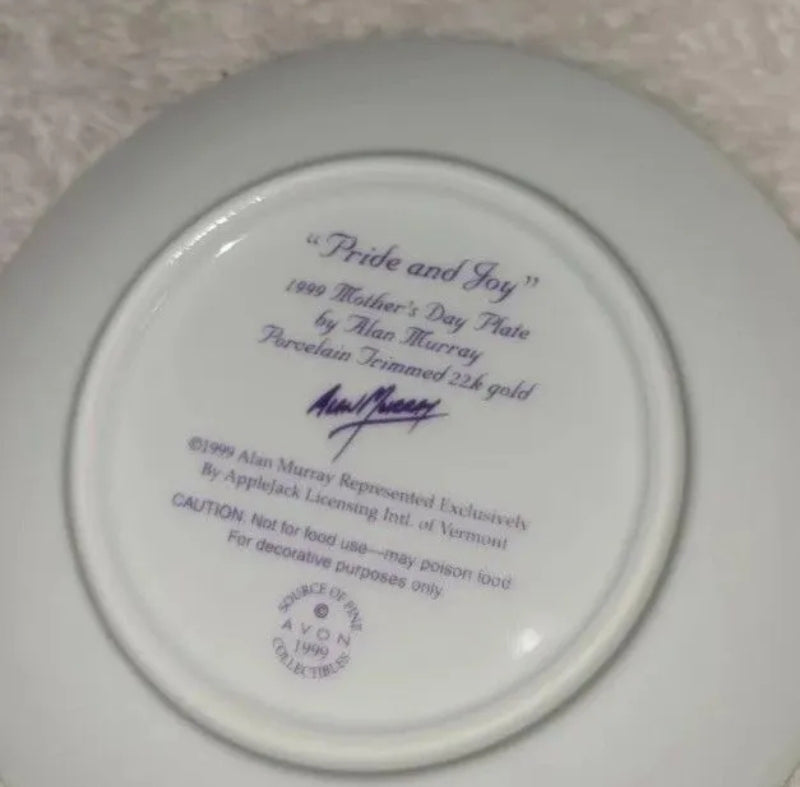 “Pride and Joy”
1999 Mother's Day Plate
by Alan Murray
Porcelain Trimmed 22k gold
Alan Murray
©1999 Alan Murray Represented Exclusively
By AppleJack Licensing Intl. of Vermont
CAUTION: Not for food use—may poison food.
For decorative purposes only.
SOURCE OF FINE
©
AVON
1999
COLLECTIBLES